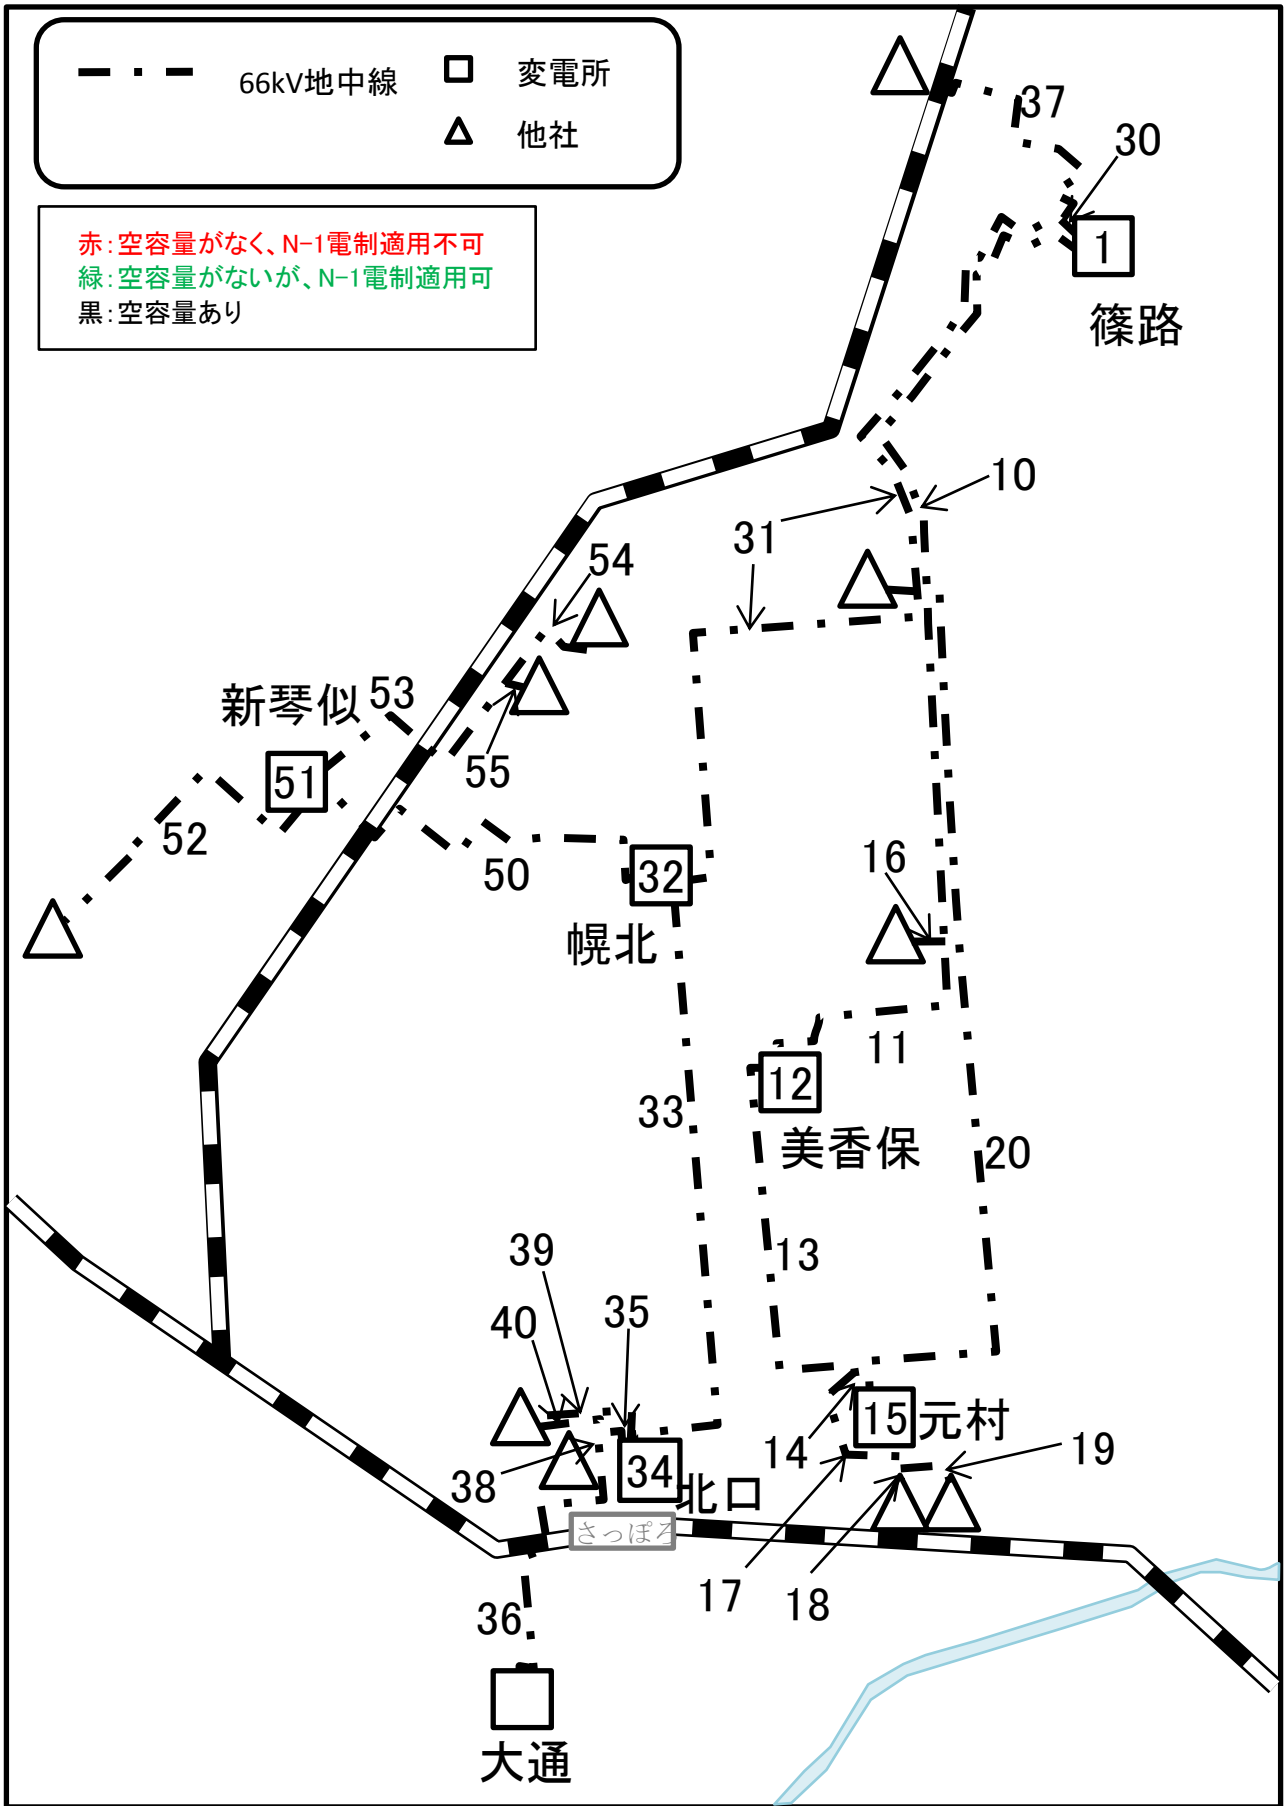 66kV地中線
変電所
他社
赤：空容量がなく、N-1電制適用不可
緑：空容量がないが、N-1電制適用可
黒：空容量あり
37
30
1
篠路
10
31
54
新琴似
53
55
51
52
50
32
16
幌北
11
12
33
美香保
20
13
39
35
40
15
元村
14
19
38
34
北口
さっぽろ
17
18
36
大通